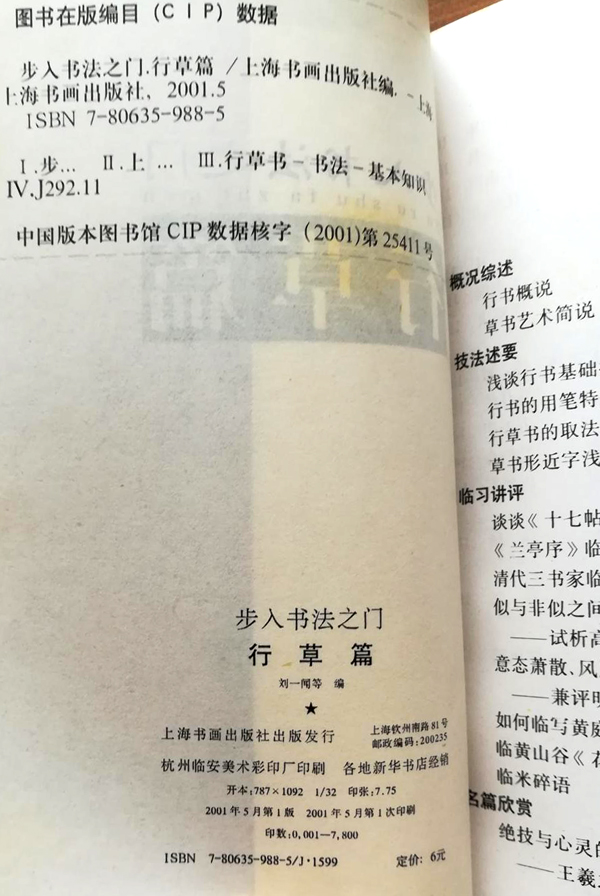 图书在版编目（CIP）数据
步入书法之门.行草篇 /上海书画出版社编. －上海
上海书画出版社, 2001.5
ISBN 7-80635-988-5
Ⅰ.步… Ⅱ.上… Ⅲ.行草书－书法－基本知识
Ⅳ.J292.11
中国版本图书馆CIP数据核字（2001)第25411号
步入书法之门
行草篇
刘一闻等 编
★
上海书画出版社出版发行
上海钦州南路81号
邮政编码:200235
杭州临安美术彩印厂印刷 各地新华书店经销
开本:787×1092 1/32 印张:7.75
2001年5月第1版 2001年5月第1次印刷
印数:0,001—7,800
ISBN 7-80635-988-5/J·1599 定价: 6元
概况综述
行书概说
草书艺术简说
技法述要
浅谈行书基础
行书的用笔特
行草书的取法
草书形近字浅
临习讲评
谈谈《十七帖
《兰亭序》临
清代三书家临
似与非似之间
——试析高
意态萧散、风
——兼评明
如何临写黄庭
临黄山谷《花
临米碎语
名篇欣赏
绝技与心灵的
——王羲